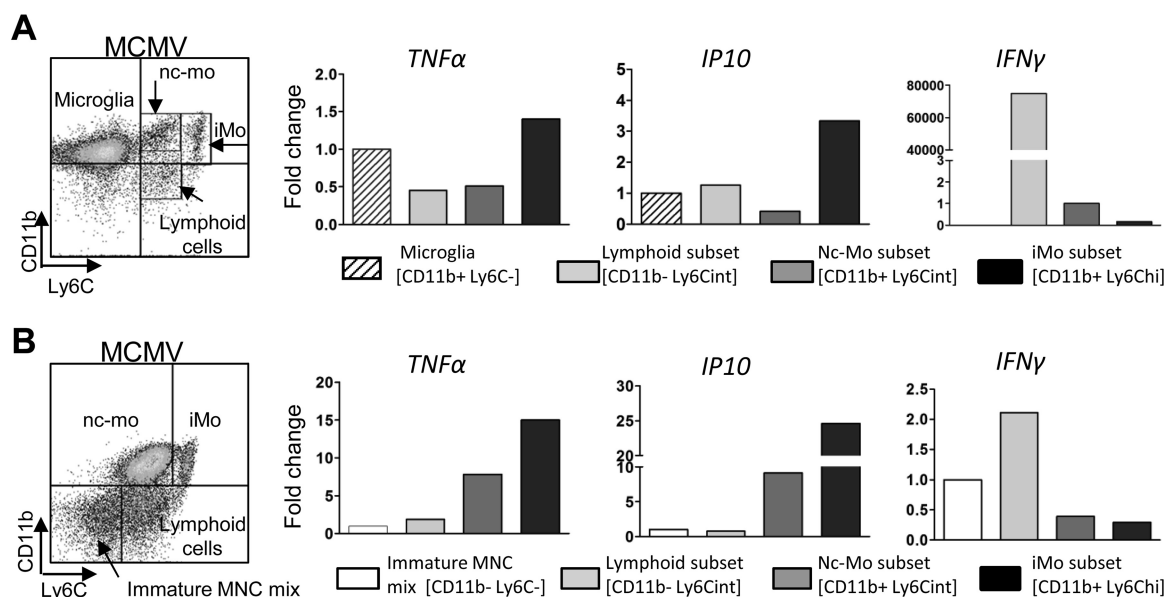 A
MCMV
nc-mo
Microglia
iMo
Lymphoid
cells
CD11b
Ly6C
TNFα
Fold change
2.0
1.5
1.0
0.5
0.0
IP10
5
4
3
2
1
0
IFNγ
80000
60000
40000
3
2
1
0
Microglia
[CD11b+ Ly6C-]
Lymphoid subset
[CD11b- Ly6Cint]
Nc-Mo subset
[CD11b+ Ly6Cint]
iMo subset
[CD11b+ Ly6Chi]
B
MCMV
nc-mo
iMo
Lymphoid
cells
CD11b
Ly6C
Immature MNC mix
TNFα
Fold change
20
15
10
5
0
IP10
30
25
20
10
5
0
IFNγ
2.5
2.0
1.5
1.0
0.5
0.0
Immature MNC
mix [CD11b- Ly6C-]
Lymphoid subset
[CD11b- Ly6Cint]
Nc-Mo subset
[CD11b+ Ly6Cint]
iMo subset
[CD11b+ Ly6Chi]